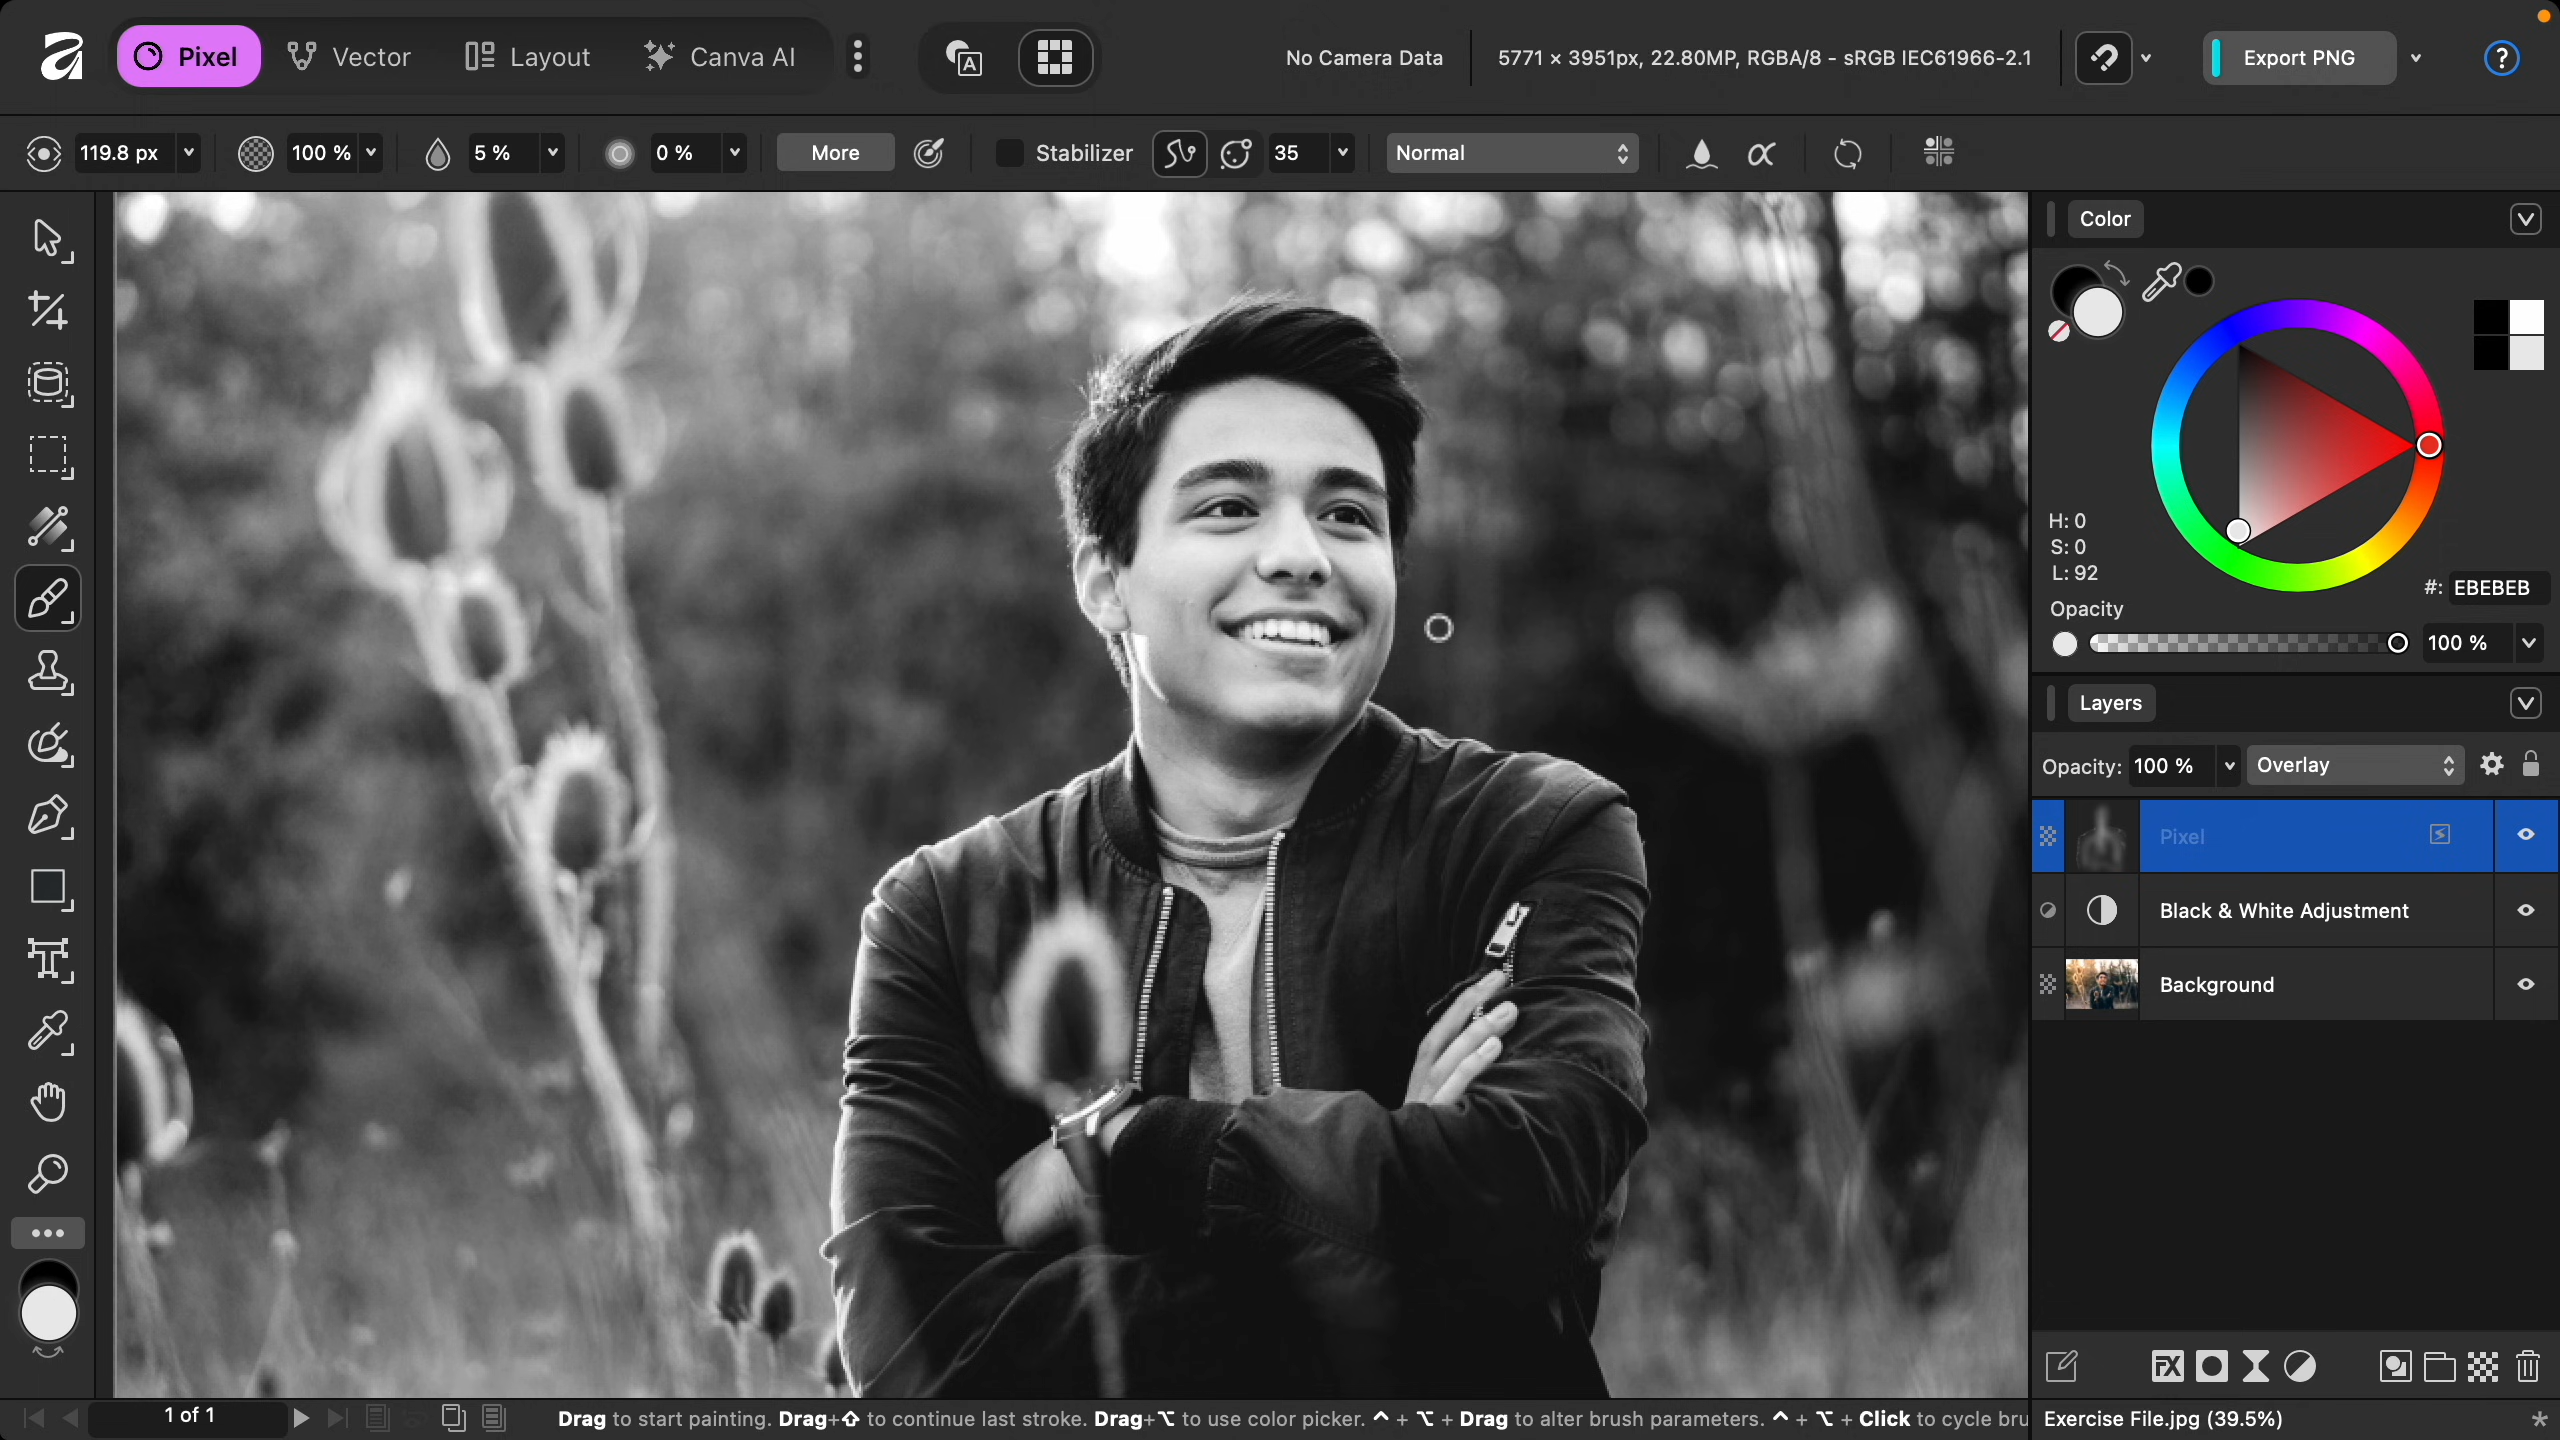 Pixel Vector Layout Canva AI No Camera Data 5771 × 3951px, 22.80MP, RGBA/8 - sRGB IEC61966-2.1 Export PNG ?
119.8 px 100 % 5 % 0 % More Stabilizer 35 Normal
Color
H: 0
S: 0
L: 92
#: EBEBEB
Opacity
100 %
Layers
Opacity: 100 % Overlay
Pixel
Black & White Adjustment
Background
FX
1 of 1 Drag to start painting. Drag+⇧ to continue last stroke. Drag+⌥ to use color picker. ^ + ⌥ + Drag to alter brush parameters. ^ + ⌥ + Click to cycle bru Exercise File.jpg (39.5%) *